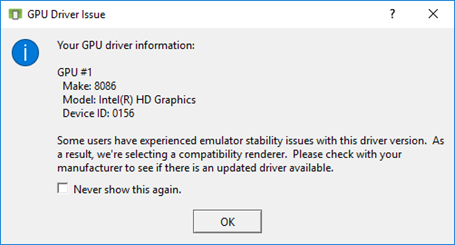 GPU Driver Issue
Your GPU driver information:
GPU #1
Make: 8086
Model: Intel(R) HD Graphics
Device ID: 0156
Some users have experienced emulator stability issues with this driver version.  As
a result, we're selecting a compatibility renderer.  Please check with your
manufacturer to see if there is an updated driver available.
Never show this again.
OK